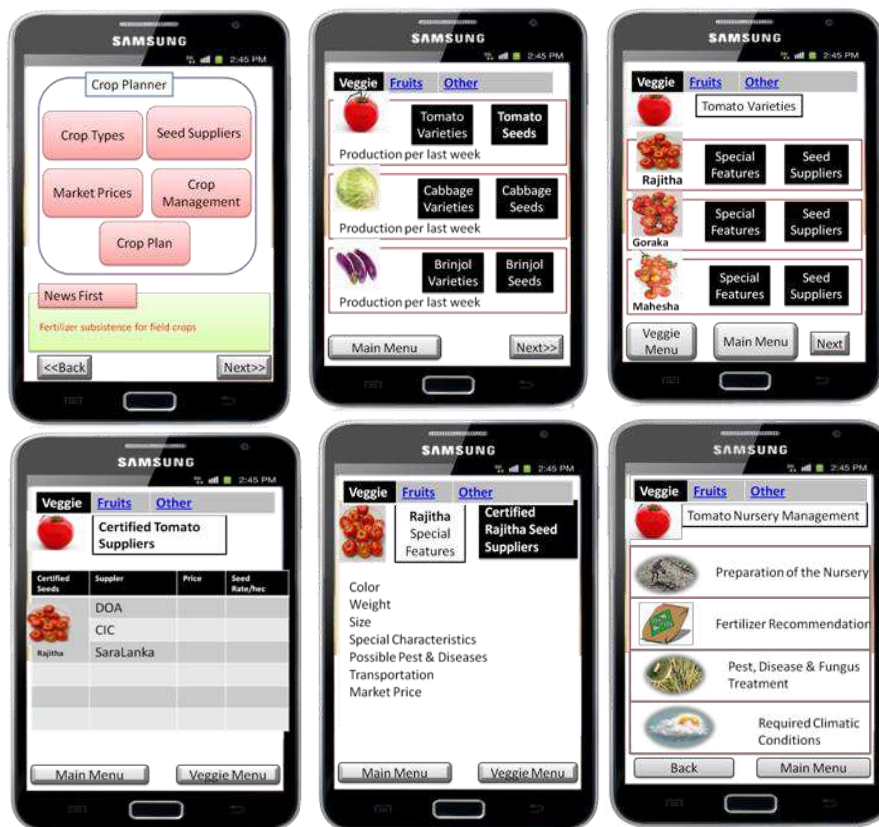 SAMSUNG
2:45 PM
Crop Planner
Crop Types
Seed Suppliers
Market Prices
Crop
Management
Crop Plan
News First
Fertilizer subsistence for field crops
<<Back
Next>>
SAMSUNG
2:45 PM
Veggie Fruits Other
Tomato
Varieties
Tomato
Seeds
Production per last week
Cabbage
Varieties
Cabbage
Seeds
Production per last week
Brinjol
Varieties
Brinjol
Seeds
Production per last week
Main Menu
Next>>
SAMSUNG
2:45 PM
Veggie Fruits Other
Tomato Varieties
Rajitha
Special
Features
Seed
Suppliers
Goraka
Special
Features
Seed
Suppliers
Mahesha
Special
Features
Seed
Suppliers
Veggie
Menu
Main Menu
Next
SAMSUNG
2:45 PM
Veggie Fruits Other
Certified Tomato
Suppliers
Certified
Seeds
Suppler
Price
Seed
Rate/hec
Rajitha
DOA
CIC
SaraLanka
Main Menu
Veggie Menu
SAMSUNG
2:45 PM
Veggie Fruits Other
Rajitha
Special
Features
Certified
Rajitha Seed
Suppliers
Color
Weight
Size
Special Characteristics
Possible Pest & Diseases
Transportation
Market Price
Main Menu
Veggie Menu
SAMSUNG
2:45 PM
Veggie Fruits Other
Tomato Nursery Management
Preparation of the Nursery
Fertilizer Recommendation
Pest, Disease & Fungus
Treatment
Required Climatic
Conditions
Back
Main Menu